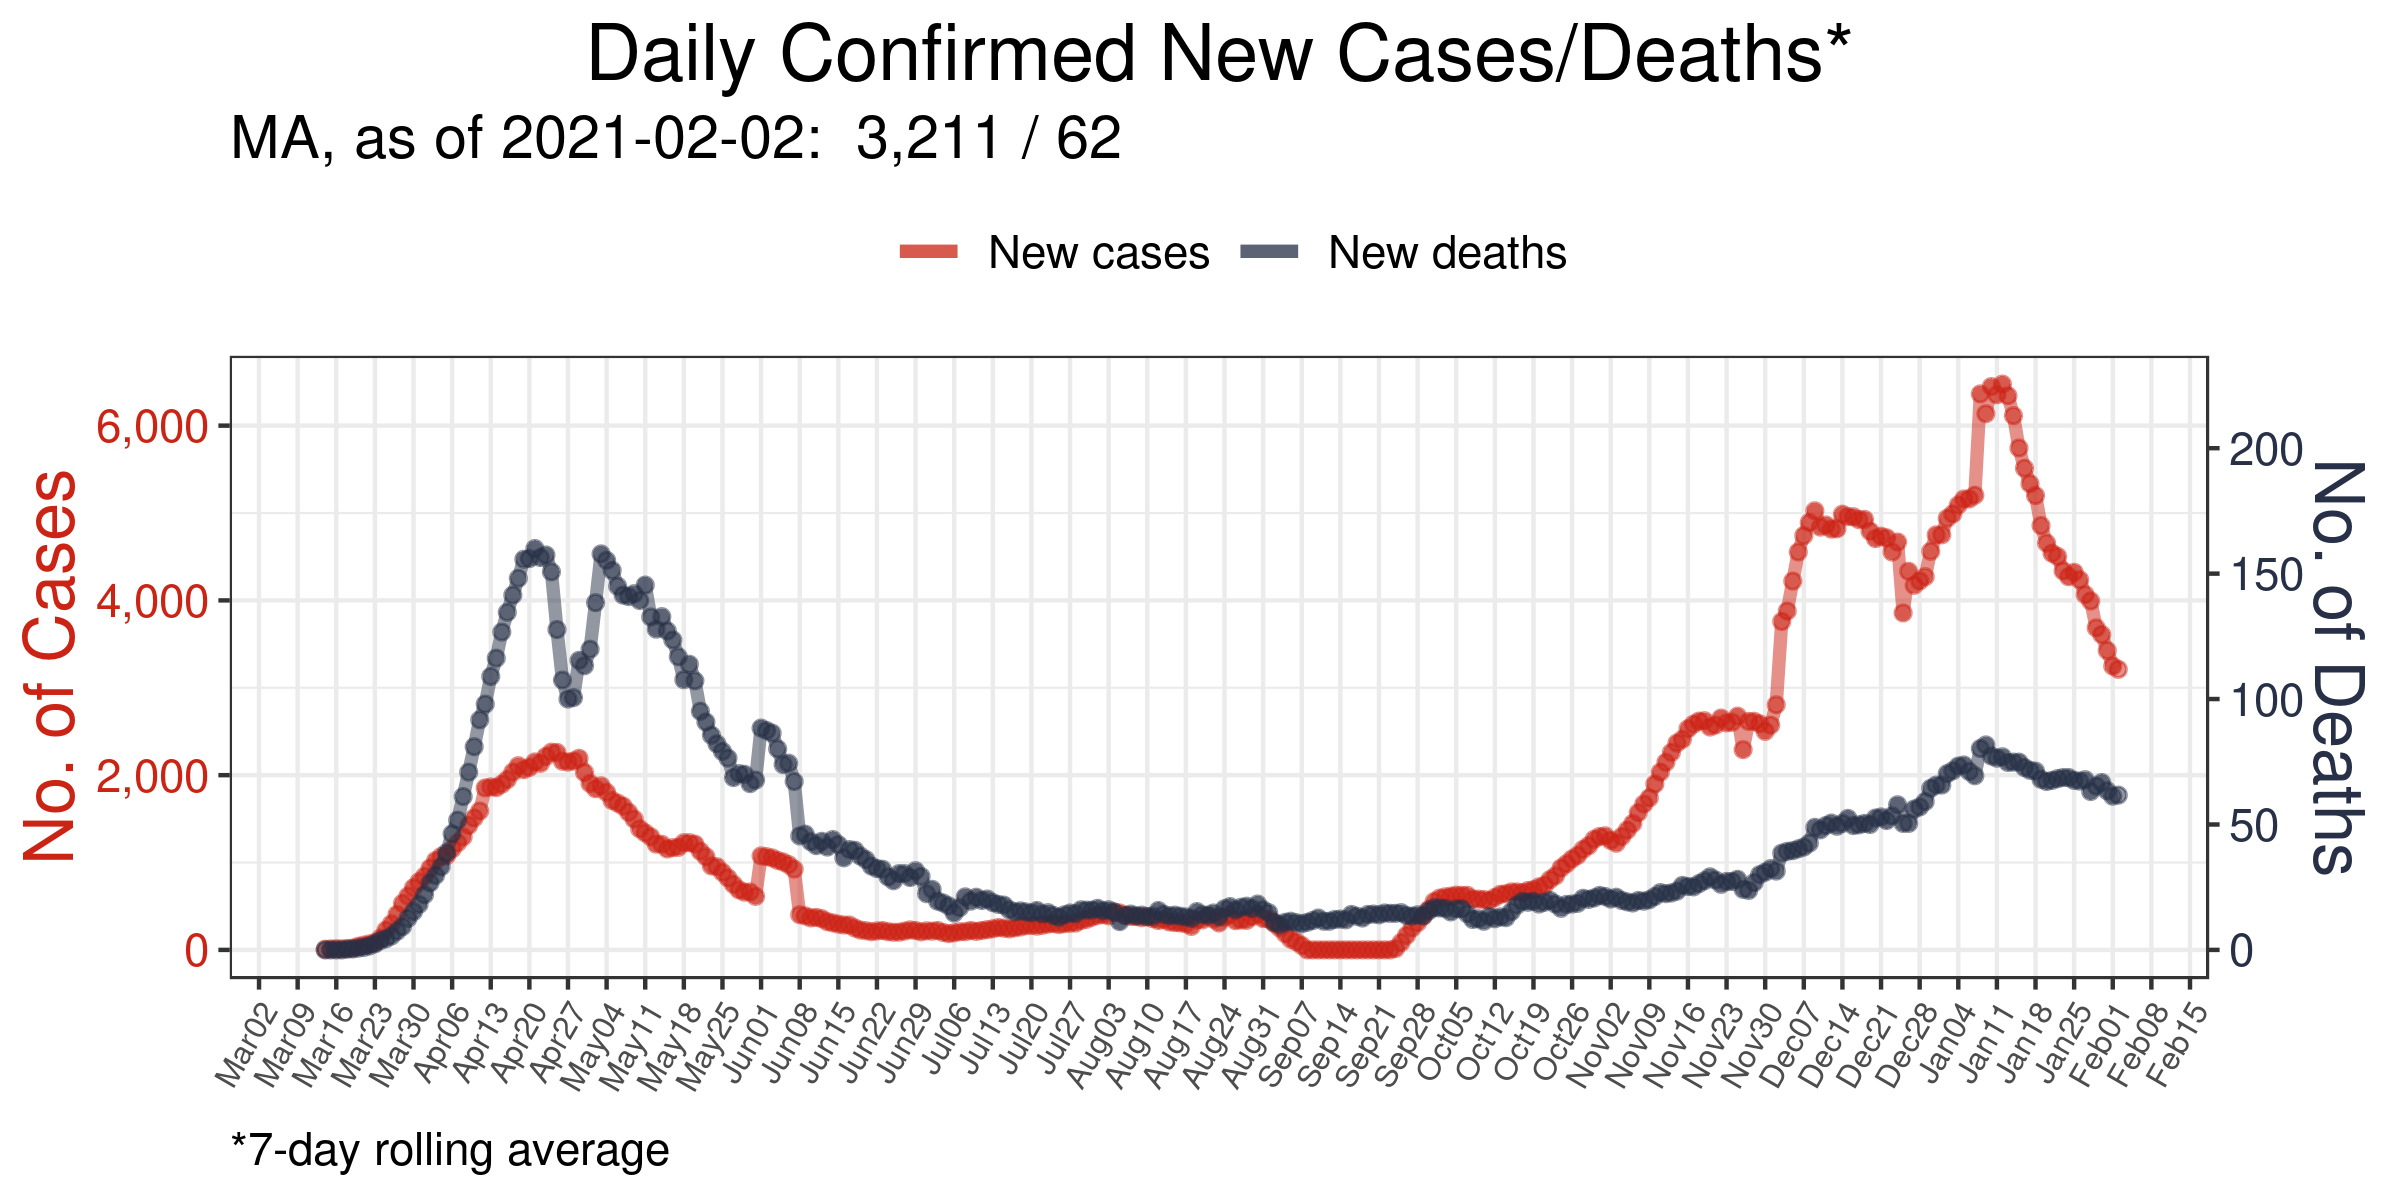 Daily Confirmed New Cases/Deaths*
MA, as of 2021-02-02:  3,211 / 62
New cases
New deaths
No. of Cases
6,000
4,000
2,000
0
200
150
100
50
0
No. of Deaths
Mar02
Mar09
Mar16
Mar23
Mar30
Apr06
Apr13
Apr20
Apr27
May04
May11
May18
May25
Jun01
Jun08
Jun15
Jun22
Jun29
Jul06
Jul13
Jul20
Jul27
Aug03
Aug10
Aug17
Aug24
Aug31
Sep07
Sep14
Sep21
Sep28
Oct05
Oct12
Oct19
Oct26
Nov02
Nov09
Nov16
Nov23
Nov30
Dec07
Dec14
Dec21
Dec28
Jan04
Jan11
Jan18
Jan25
Feb01
Feb08
Feb15
*7-day rolling average